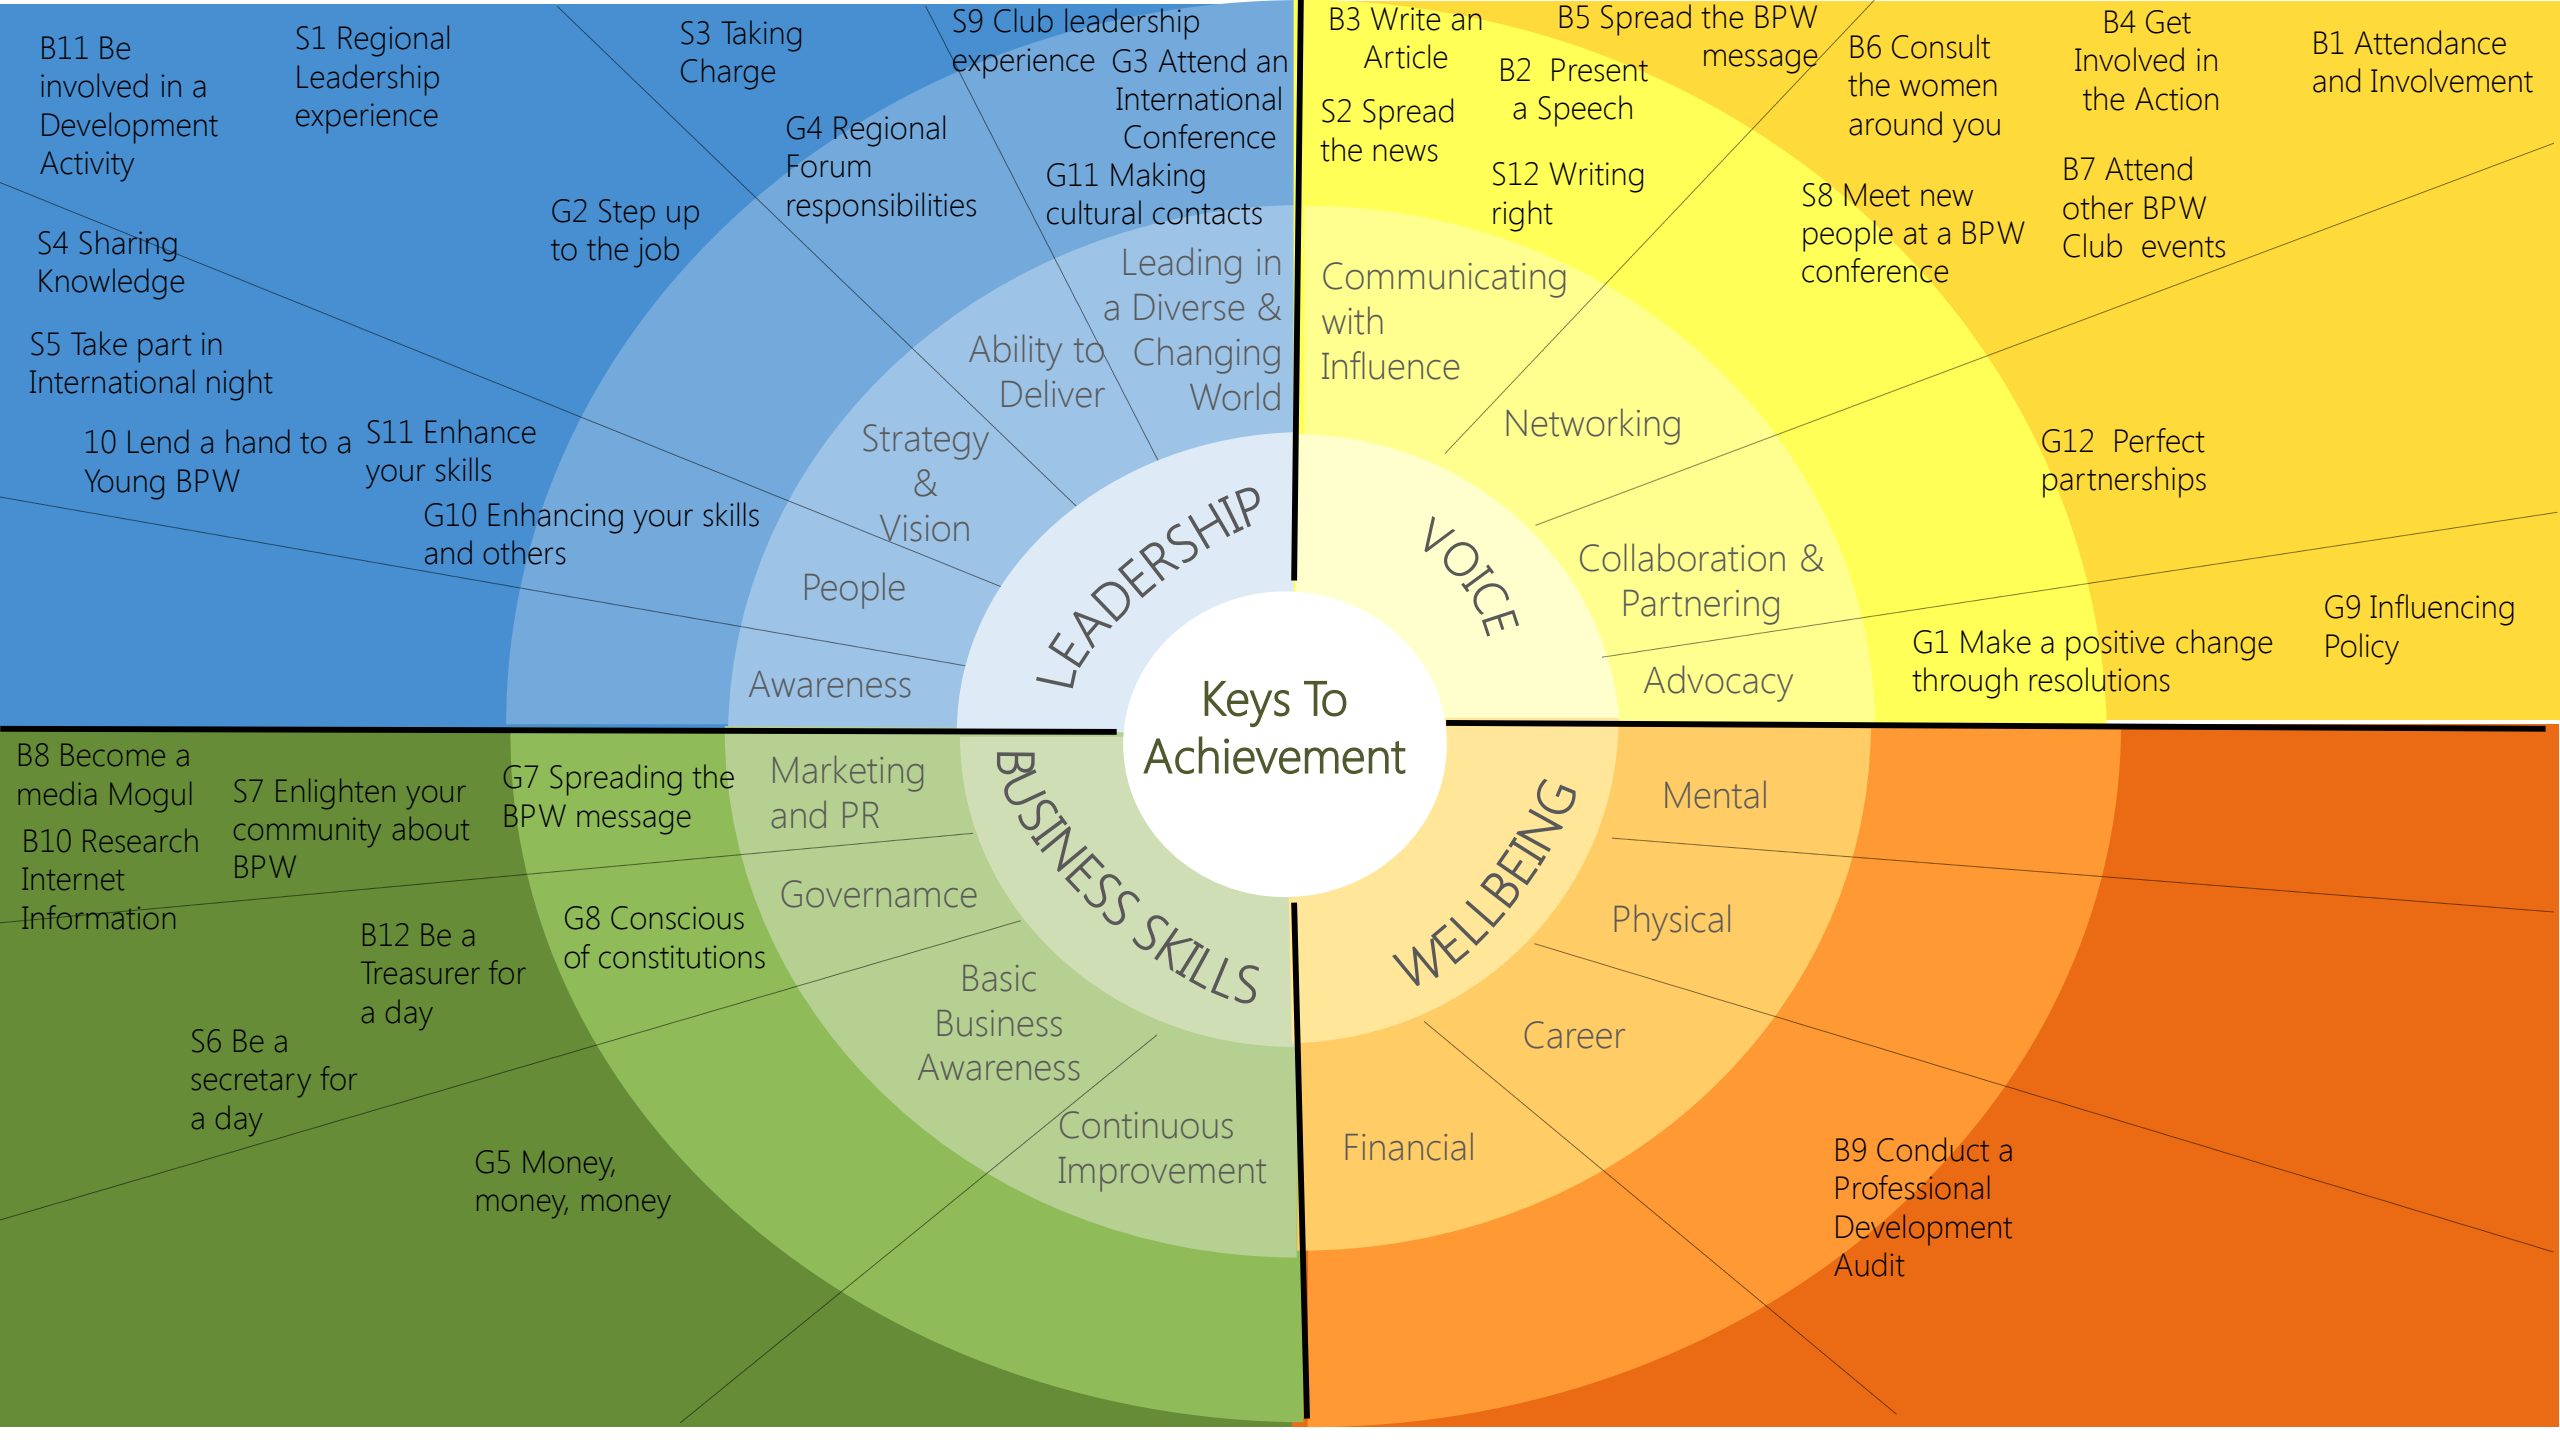 B11 Be
involved in a
Development
Activity
S1 Regional
Leadership
experience
S3 Taking
Charge
S9 Club leadership
experience
G3 Attend an
International
Conference
G4 Regional
Forum
responsibilities
G11 Making
cultural contacts
G2 Step up
to the job
S4 Sharing
Knowledge
S5 Take part in
International night
10 Lend a hand to a
Young BPW
S11 Enhance
your skills
G10 Enhancing your skills
and others
Leading in
a Diverse &
Changing
World
Ability to
Deliver
Strategy
&
Vision
People
Awareness
LEADERSHIP
B3 Write an
Article
B5 Spread the BPW
message
B2 Present
a Speech
S2 Spread
the news
S12 Writing
right
B6 Consult
the women
around you
B4 Get
Involved in
the Action
B1 Attendance
and Involvement
S8 Meet new
people at a BPW
conference
B7 Attend
other BPW
Club events
G12 Perfect
partnerships
G9 Influencing
Policy
G1 Make a positive change
through resolutions
Communicating
with
Influence
Networking
Collaboration &
Partnering
Advocacy
VOICE
Keys To
Achievement
B8 Become a
media Mogul
B10 Research
Internet
Information
S7 Enlighten your
community about
BPW
G7 Spreading the
BPW message
B12 Be a
Treasurer for
a day
G8 Conscious
of constitutions
S6 Be a
secretary for
a day
G5 Money,
money, money
Marketing
and PR
Governamce
Basic
Business
Awareness
Continuous
Improvement
BUSINESS SKILLS
WELLBEING
Mental
Physical
Career
Financial
B9 Conduct a
Professional
Development
Audit